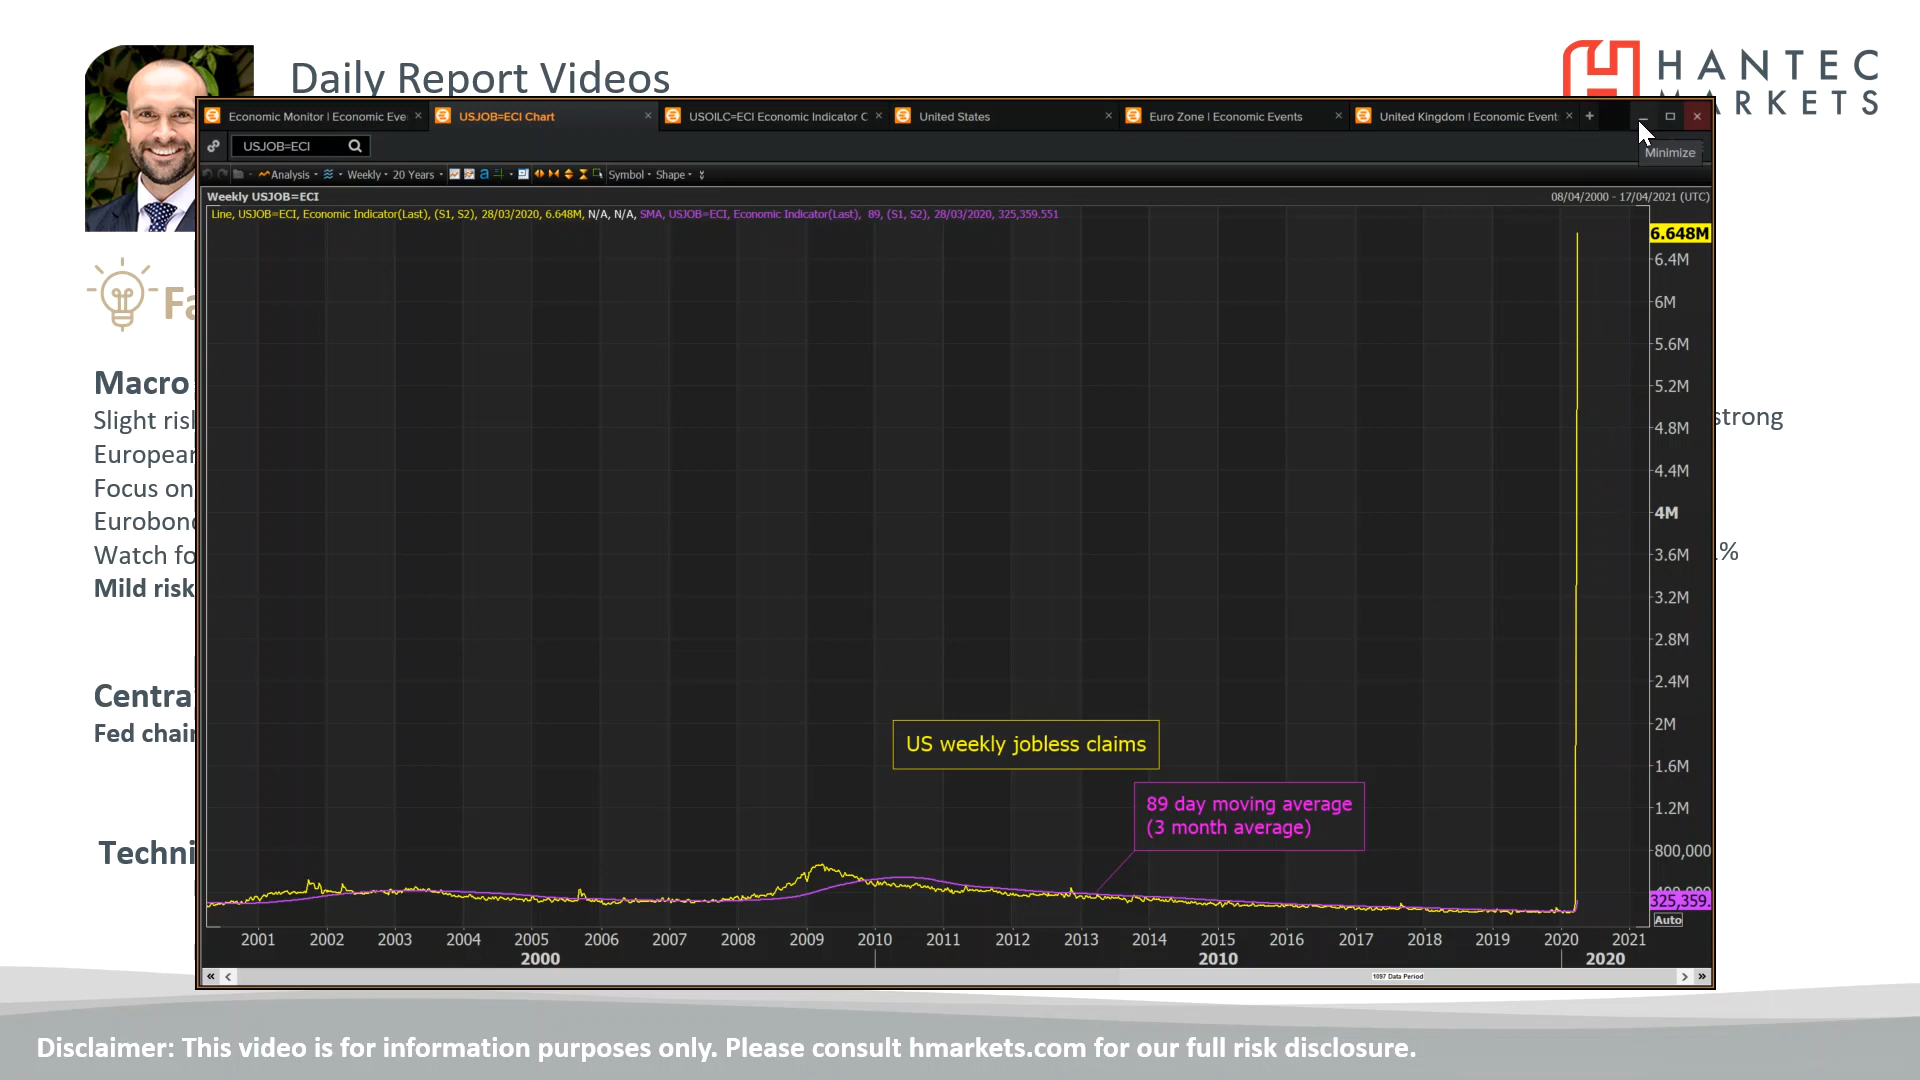 Daily Report Videos
HANTEC
MARKETS
Economic Monitor | Economic Eve
USJOB=ECI Chart
USOILC=ECI Economic Indicator C
United States
Euro Zone | Economic Events
United Kingdom | Economic Event
USJOB=ECI
Minimize
Analysis
Weekly
20 Years
a
Symbol
Shape
Weekly USJOB=ECI
08/04/2000 - 17/04/2021 (UTC)
Line, USJOB=ECI, Economic Indicator(Last), (S1, S2), 28/03/2020, 6.648M, N/A, N/A, SMA, USJOB=ECI, Economic Indicator(Last), 89, (S1, S2), 28/03/2020, 325,359.551
6.648M
6.4M
6M
5.6M
5.2M
4.8M
4.4M
4M
3.6M
3.2M
2.8M
2.4M
2M
1.6M
1.2M
800,000
400,000
325,359.
Auto
US weekly jobless claims
89 day moving average
(3 month average)
2001 2002 2003 2004 2005 2006 2007 2008 2009 2010 2011 2012 2013 2014 2015 2016 2017 2018 2019 2020 2021
2000 2010 2020
1097 Data Period
Fa
Macro
Slight ris
strong
European
Focus on
Eurobond
Watch fo
%
Mild risk
Centra
Fed chair
Techni
Disclaimer: This video is for information purposes only. Please consult hmarkets.com for our full risk disclosure.